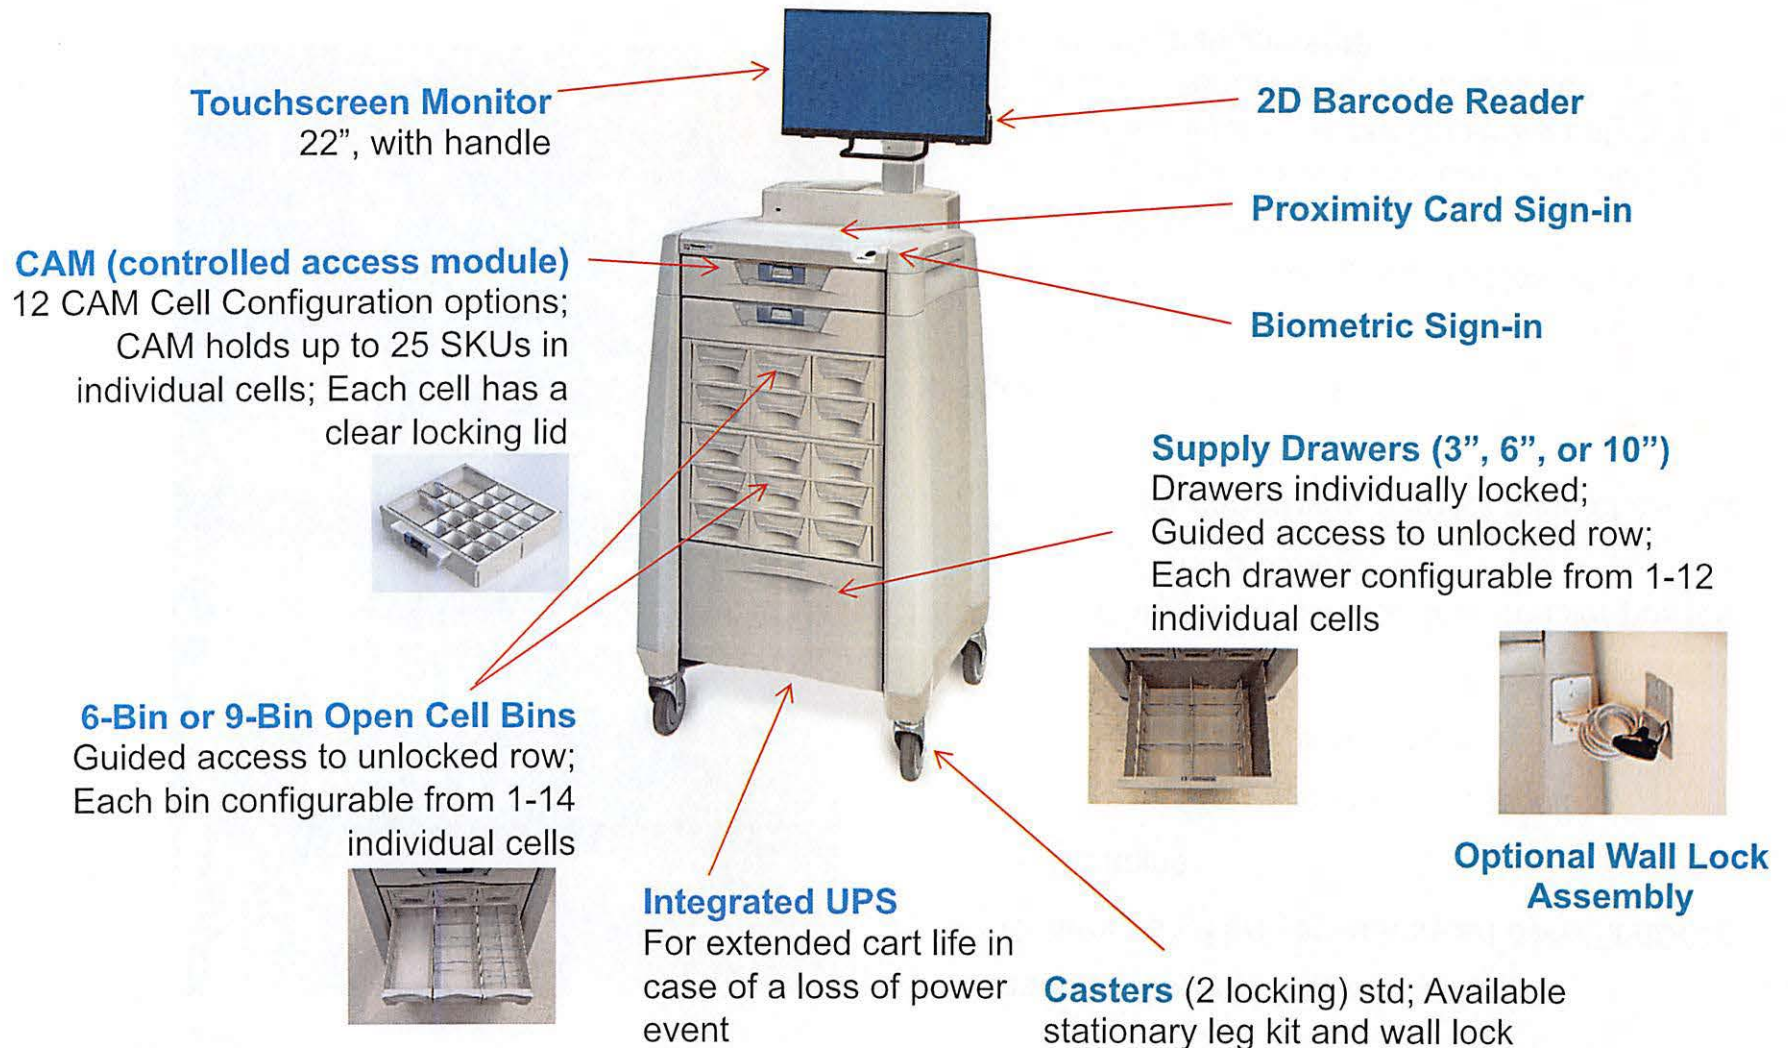 Touchscreen Monitor
22”, with handle
2D Barcode Reader
Proximity Card Sign-in
CAM (controlled access module)
12 CAM Cell Configuration options;
CAM holds up to 25 SKUs in
individual cells; Each cell has a
clear locking lid
Biometric Sign-in
Supply Drawers (3”, 6”, or 10”)
Drawers individually locked;
Guided access to unlocked row;
Each drawer configurable from 1-12
individual cells
6-Bin or 9-Bin Open Cell Bins
Guided access to unlocked row;
Each bin configurable from 1-14
individual cells
Optional Wall Lock
Assembly
Integrated UPS
For extended cart life in
case of a loss of power
event
Casters (2 locking) std; Available
stationary leg kit and wall lock